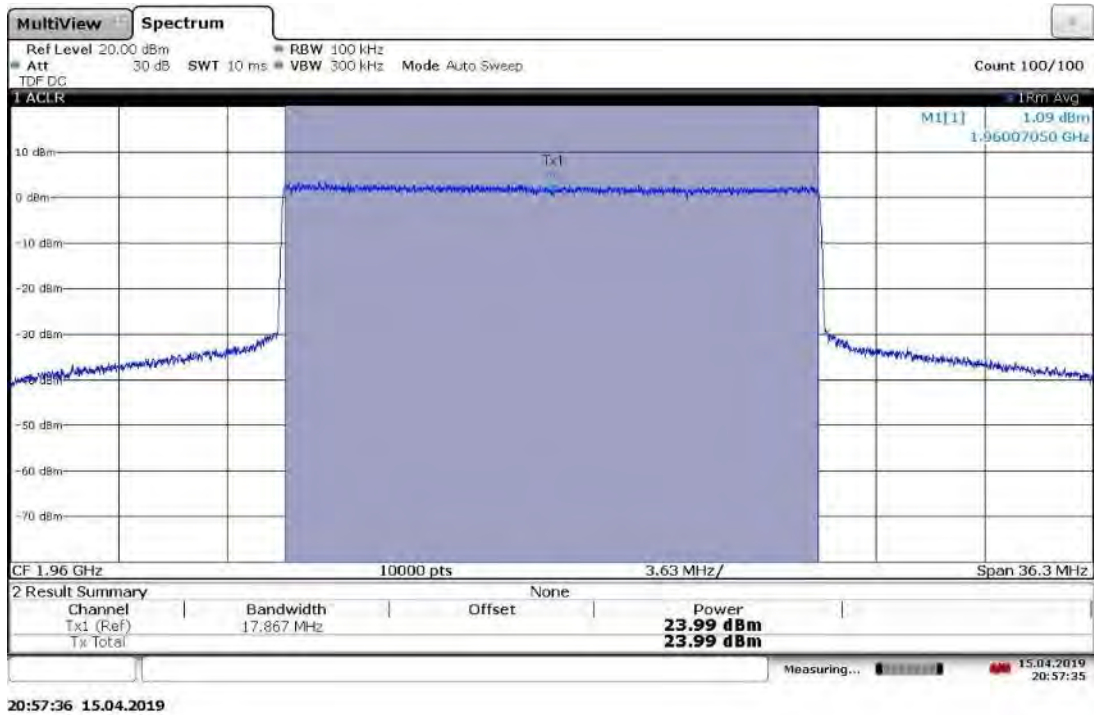 MultiView Spectrum
Ref Level 20.00 dBm RBW 100 kHz
Att 30 dB SWT 10 ms VBW 300 kHz Mode Auto Sweep Count 100/100
TDF DC
1 ACLR 1Rm Avg
M1[1] 1.09 dBm
1.96007050 GHz
10 dBm
Tx1
0 dBm
-10 dBm
-20 dBm
-30 dBm
-50 dBm
-60 dBm
-70 dBm
CF 1.96 GHz 10000 pts 3.63 MHz/ Span 36.3 MHz
2 Result Summary None
Channel Bandwidth Offset Power
Tx1 (Ref) 17.867 MHz 23.99 dBm
Tx Total 23.99 dBm
Measuring... 15.04.2019
20:57:35
20:57:36 15.04.2019